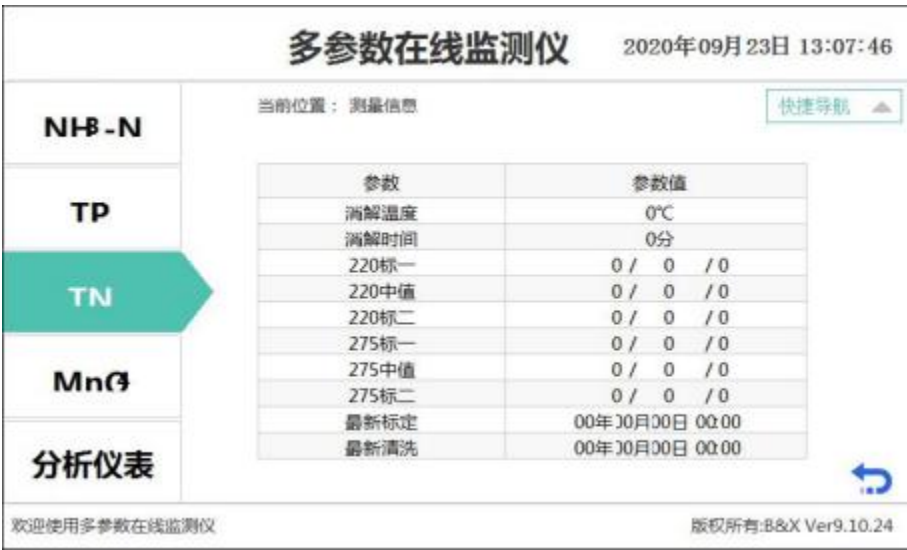 多参数在线监测仪 2020年09月23日 13:07:46
当前位置： 测量信息 快捷导航
NH3-N
TP
TN
MnO4
分析仪表
参数 参数值
消解温度 0℃
消解时间 0分
220标一 0 / 0 / 0
220中值 0 / 0 / 0
220标二 0 / 0 / 0
275标一 0 / 0 / 0
275中值 0 / 0 / 0
275标二 0 / 0 / 0
最新标定 00年00月00日 00:00
最新清洗 00年00月00日 00:00
欢迎使用多参数在线监测仪 版权所有:B&X Ver9.10.24